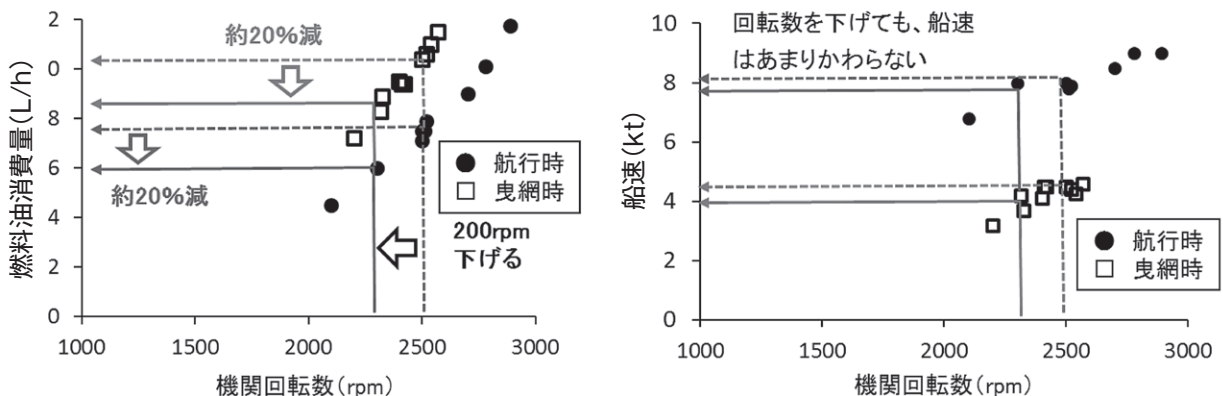 約20%減
約20%減
200rpm
下げる
航行時
曳網時
燃料油消費量(L/h)
2
0
8
6
4
2
0
1000
2000
2500
3000
機関回転数(rpm)
回転数を下げても、船速
はあまりかわらない
航行時
曳網時
船速(kt)
10
8
6
4
2
0
1000
2000
2500
3000
機関回転数(rpm)